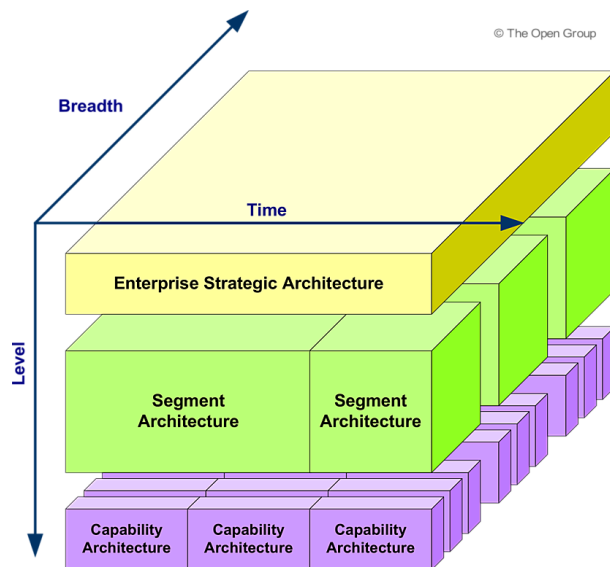 © The Open Group
Breadth
Time
Enterprise Strategic Architecture
Level
Segment
Architecture
Segment
Architecture
Capability
Architecture
Capability
Architecture
Capability
Architecture